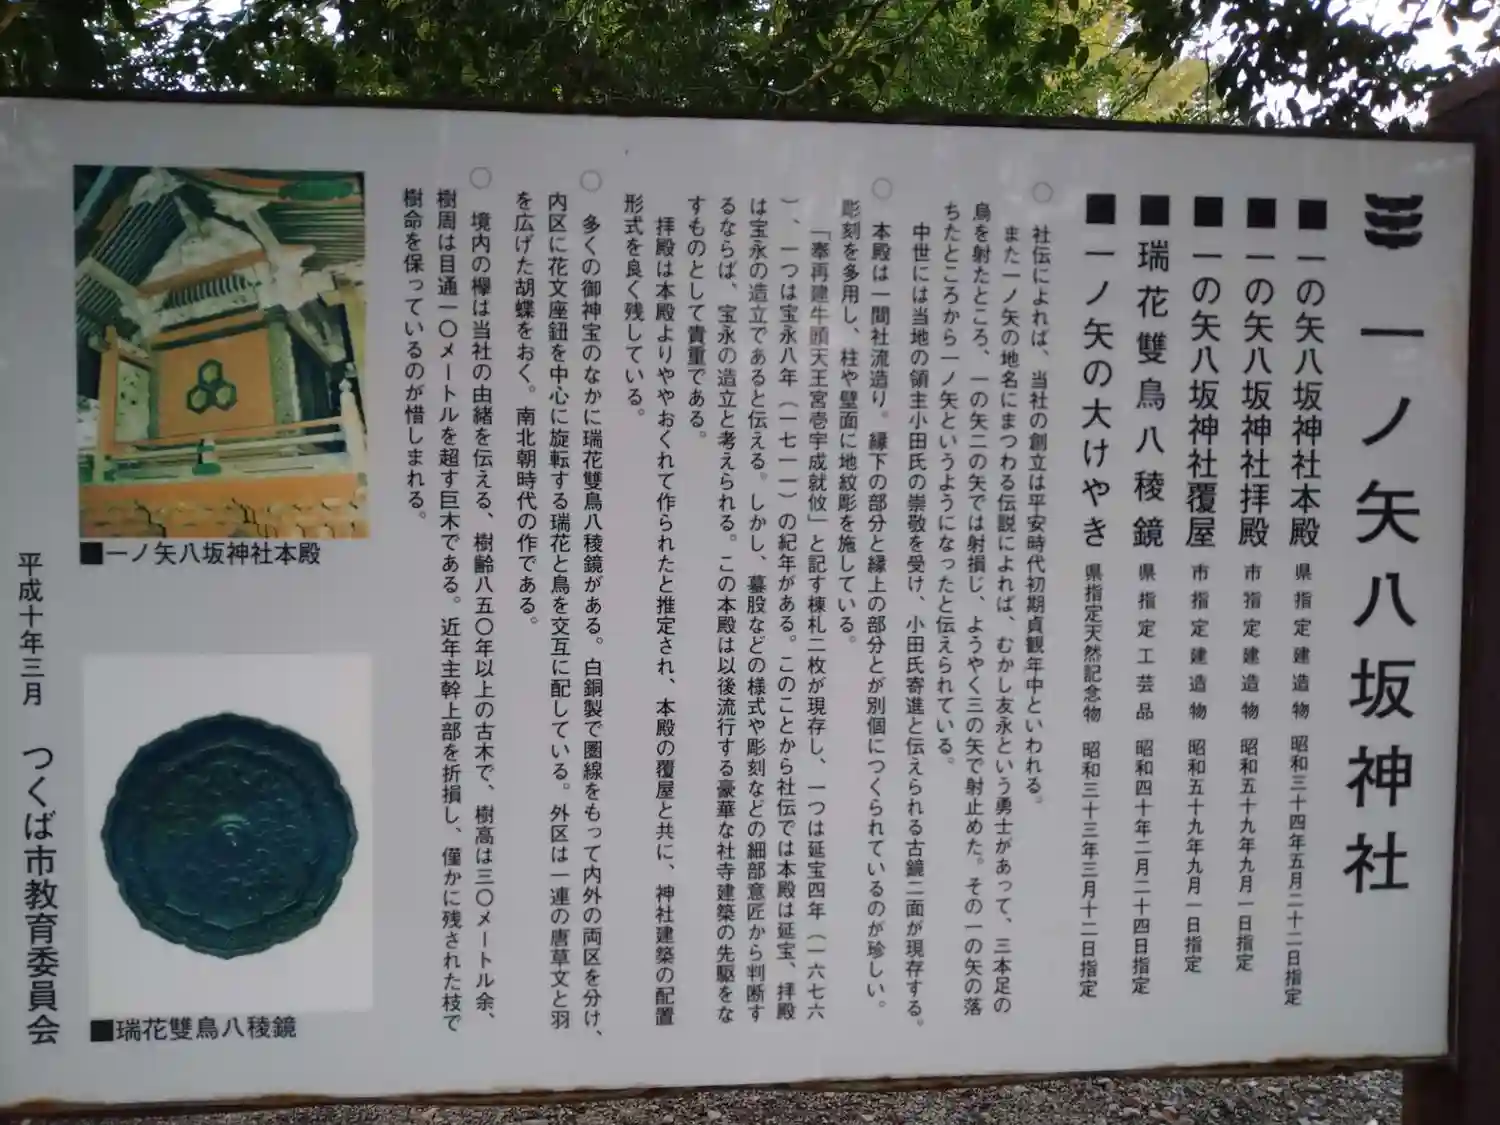 一ノ矢八坂神社
■一の矢八坂神社本殿 県指定建造物 昭和三十四年五月二十二日指定
■一の矢八坂神社拝殿 市指定建造物 昭和五十九年九月一日指定
■一の矢八坂神社覆屋 市指定建造物 昭和五十九年九月一日指定
■瑞花雙鳥八稜鏡 県指定工芸品 昭和四十年二月二十四日指定
■一ノ矢の大けやき 県指定天然記念物 昭和三十三年三月十二日指定
○ 社伝によれば、当社の創立は平安時代初期貞観年中といわれる。
また一ノ矢の地名にまつわる伝説によれば、むかし友永という勇士があって、三本足の
鳥を射たところ、一の矢二の矢では射損じ、ようやく三の矢で射止めた。その一の矢の落
ちたところから一ノ矢というようになったと伝えられている。
中世には当地の領主小田氏の崇敬を受け、小田氏寄進と伝えられる古鏡二面が現存する。
○ 本殿は一間社流造り。縁下の部分と縁上の部分とが別個につくられているのが珍しい。
彫刻を多用し、柱や壁面に地紋彫を施している。
「奉再建牛頭天王宮壱宇成就攸」と記す棟札二枚が現存し、一つは延宝四年（一六七六
）、一つは宝永八年（一七一一）の紀年がある。このことから社伝では本殿は延宝、拝殿
は宝永の造立であると伝える。しかし、蟇股などの様式や彫刻などの細部意匠から判断す
るならば、宝永の造立と考えられる。この本殿は以後流行する豪華な社寺建築の先駆をな
すものとして貴重である。
拝殿は本殿よりややおくれて作られたと推定され、本殿の覆屋と共に、神社建築の配置
形式を良く残している。
○ 多くの御神宝のなかに瑞花雙鳥八稜鏡がある。白銅製で圏線をもって内外の両区を分け、
内区に花文座鈕を中心に旋転する瑞花と鳥を交互に配している。外区は一連の唐草文と羽
を広げた胡蝶をおく。南北朝時代の作である。
○ 境内の欅は当社の由緒を伝える、樹齢八五〇年以上の古木で、樹高は三〇メートル余、
樹周は目通一〇メートルを超す巨木である。近年主幹上部を折損し、僅かに残された枝で
樹命を保っているのが惜しまれる。
■一ノ矢八坂神社本殿
■瑞花雙鳥八稜鏡
平成十年三月 つくば市教育委員会